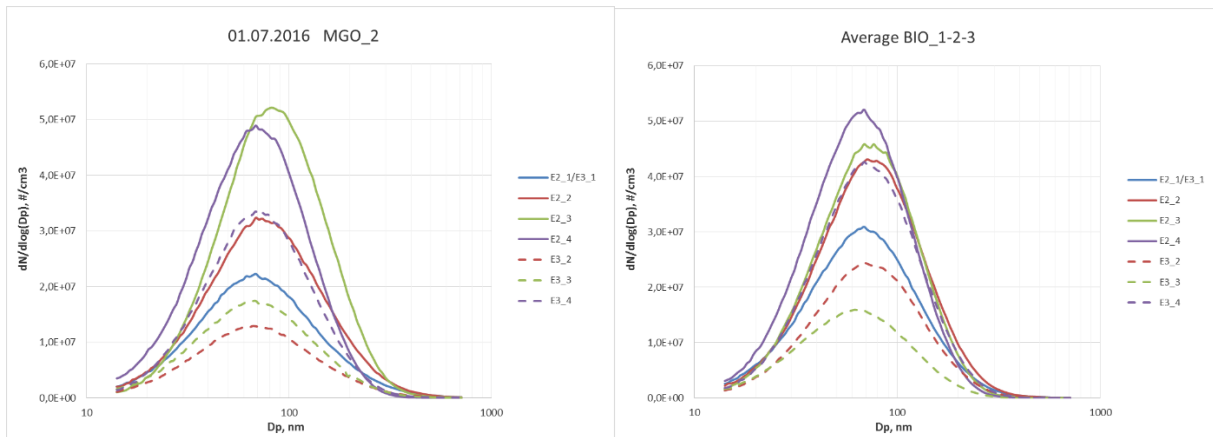 01.07.2016 MGO_2
6,0E+07
5,0E+07
4,0E+07
3,0E+07
2,0E+07
1,0E+07
0,0E+00
dN/dlog(Dp), #/cm3
10
100
1000
Dp, nm
E2_1/E3_1
E2_2
E2_3
E2_4
E3_2
E3_3
E3_4
Average BIO_1-2-3
6,0E+07
5,0E+07
4,0E+07
3,0E+07
2,0E+07
1,0E+07
0,0E+00
dN/dlog(Dp), #/cm3
10
100
1000
Dp, nm
E2_1/E3_1
E2_2
E2_3
E2_4
E3_2
E3_3
E3_4